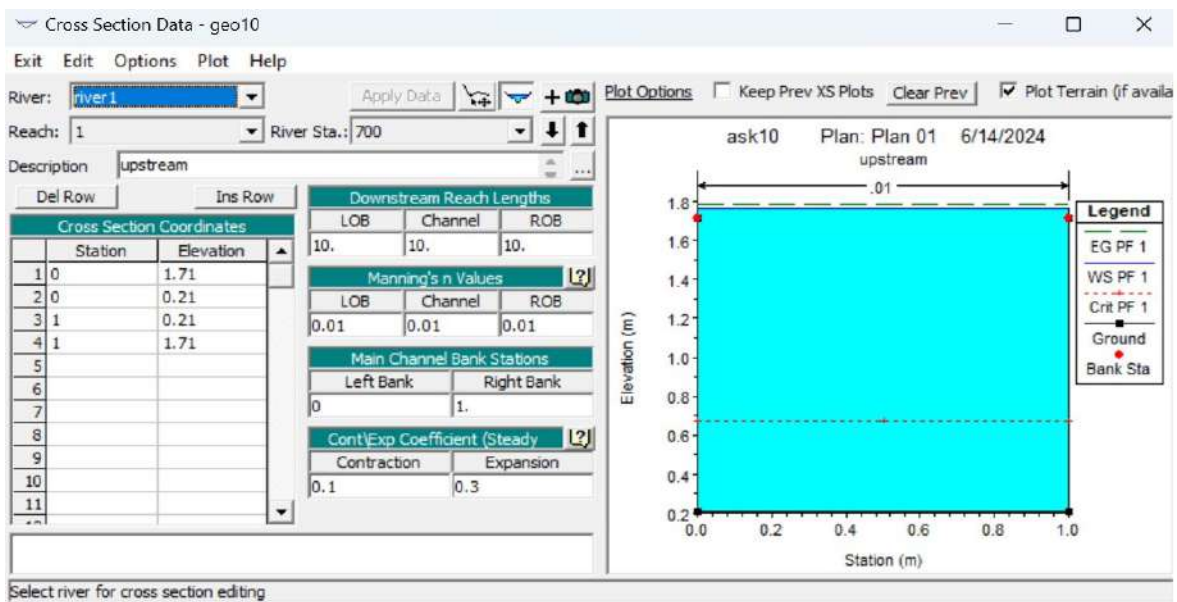 Cross Section Data - geo10
Exit Edit Options Plot Help
River: river1 Apply Data + Plot Options Keep Prev XS Plots Clear Prev Plot Terrain (if availa
Reach: 1 River Sta.: 700
Description upstream ...
Del Row Ins Row
Cross Section Coordinates
Station Elevation
1 0 1.71
2 0 0.21
3 1 0.21
4 1 1.71
5
6
7
8
9
10
11
Downstream Reach Lengths
LOB Channel ROB
10. 10. 10.
Manning's n Values ?
LOB Channel ROB
0.01 0.01 0.01
Main Channel Bank Stations
Left Bank Right Bank
0 1.
Cont\Exp Coefficient (Steady ?
Contraction Expansion
0.1 0.3
ask10 Plan: Plan 01 6/14/2024
upstream
.01
1.8
1.6
1.4
1.2
1.0
0.8
0.6
0.4
0.2
Elevation (m)
0.0 0.2 0.4 0.6 0.8 1.0
Station (m)
Legend
EG PF 1
WS PF 1
Crit PF 1
Ground
Bank Sta
Select river for cross section editing